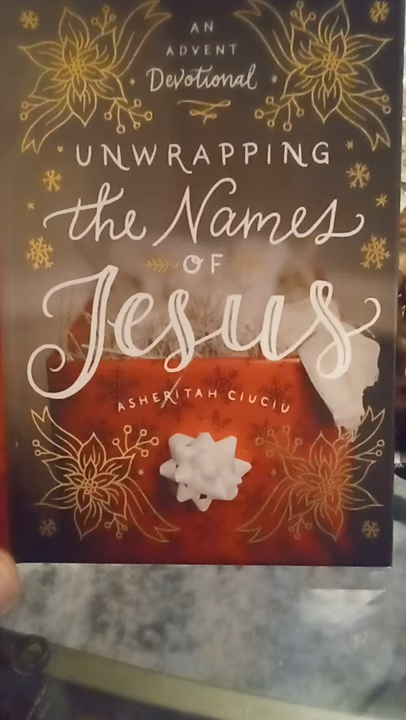 AN
ADVENT
Devotional
UNWRAPPING
the Names
OF
Jesus
ASHERITAH CIUCIU